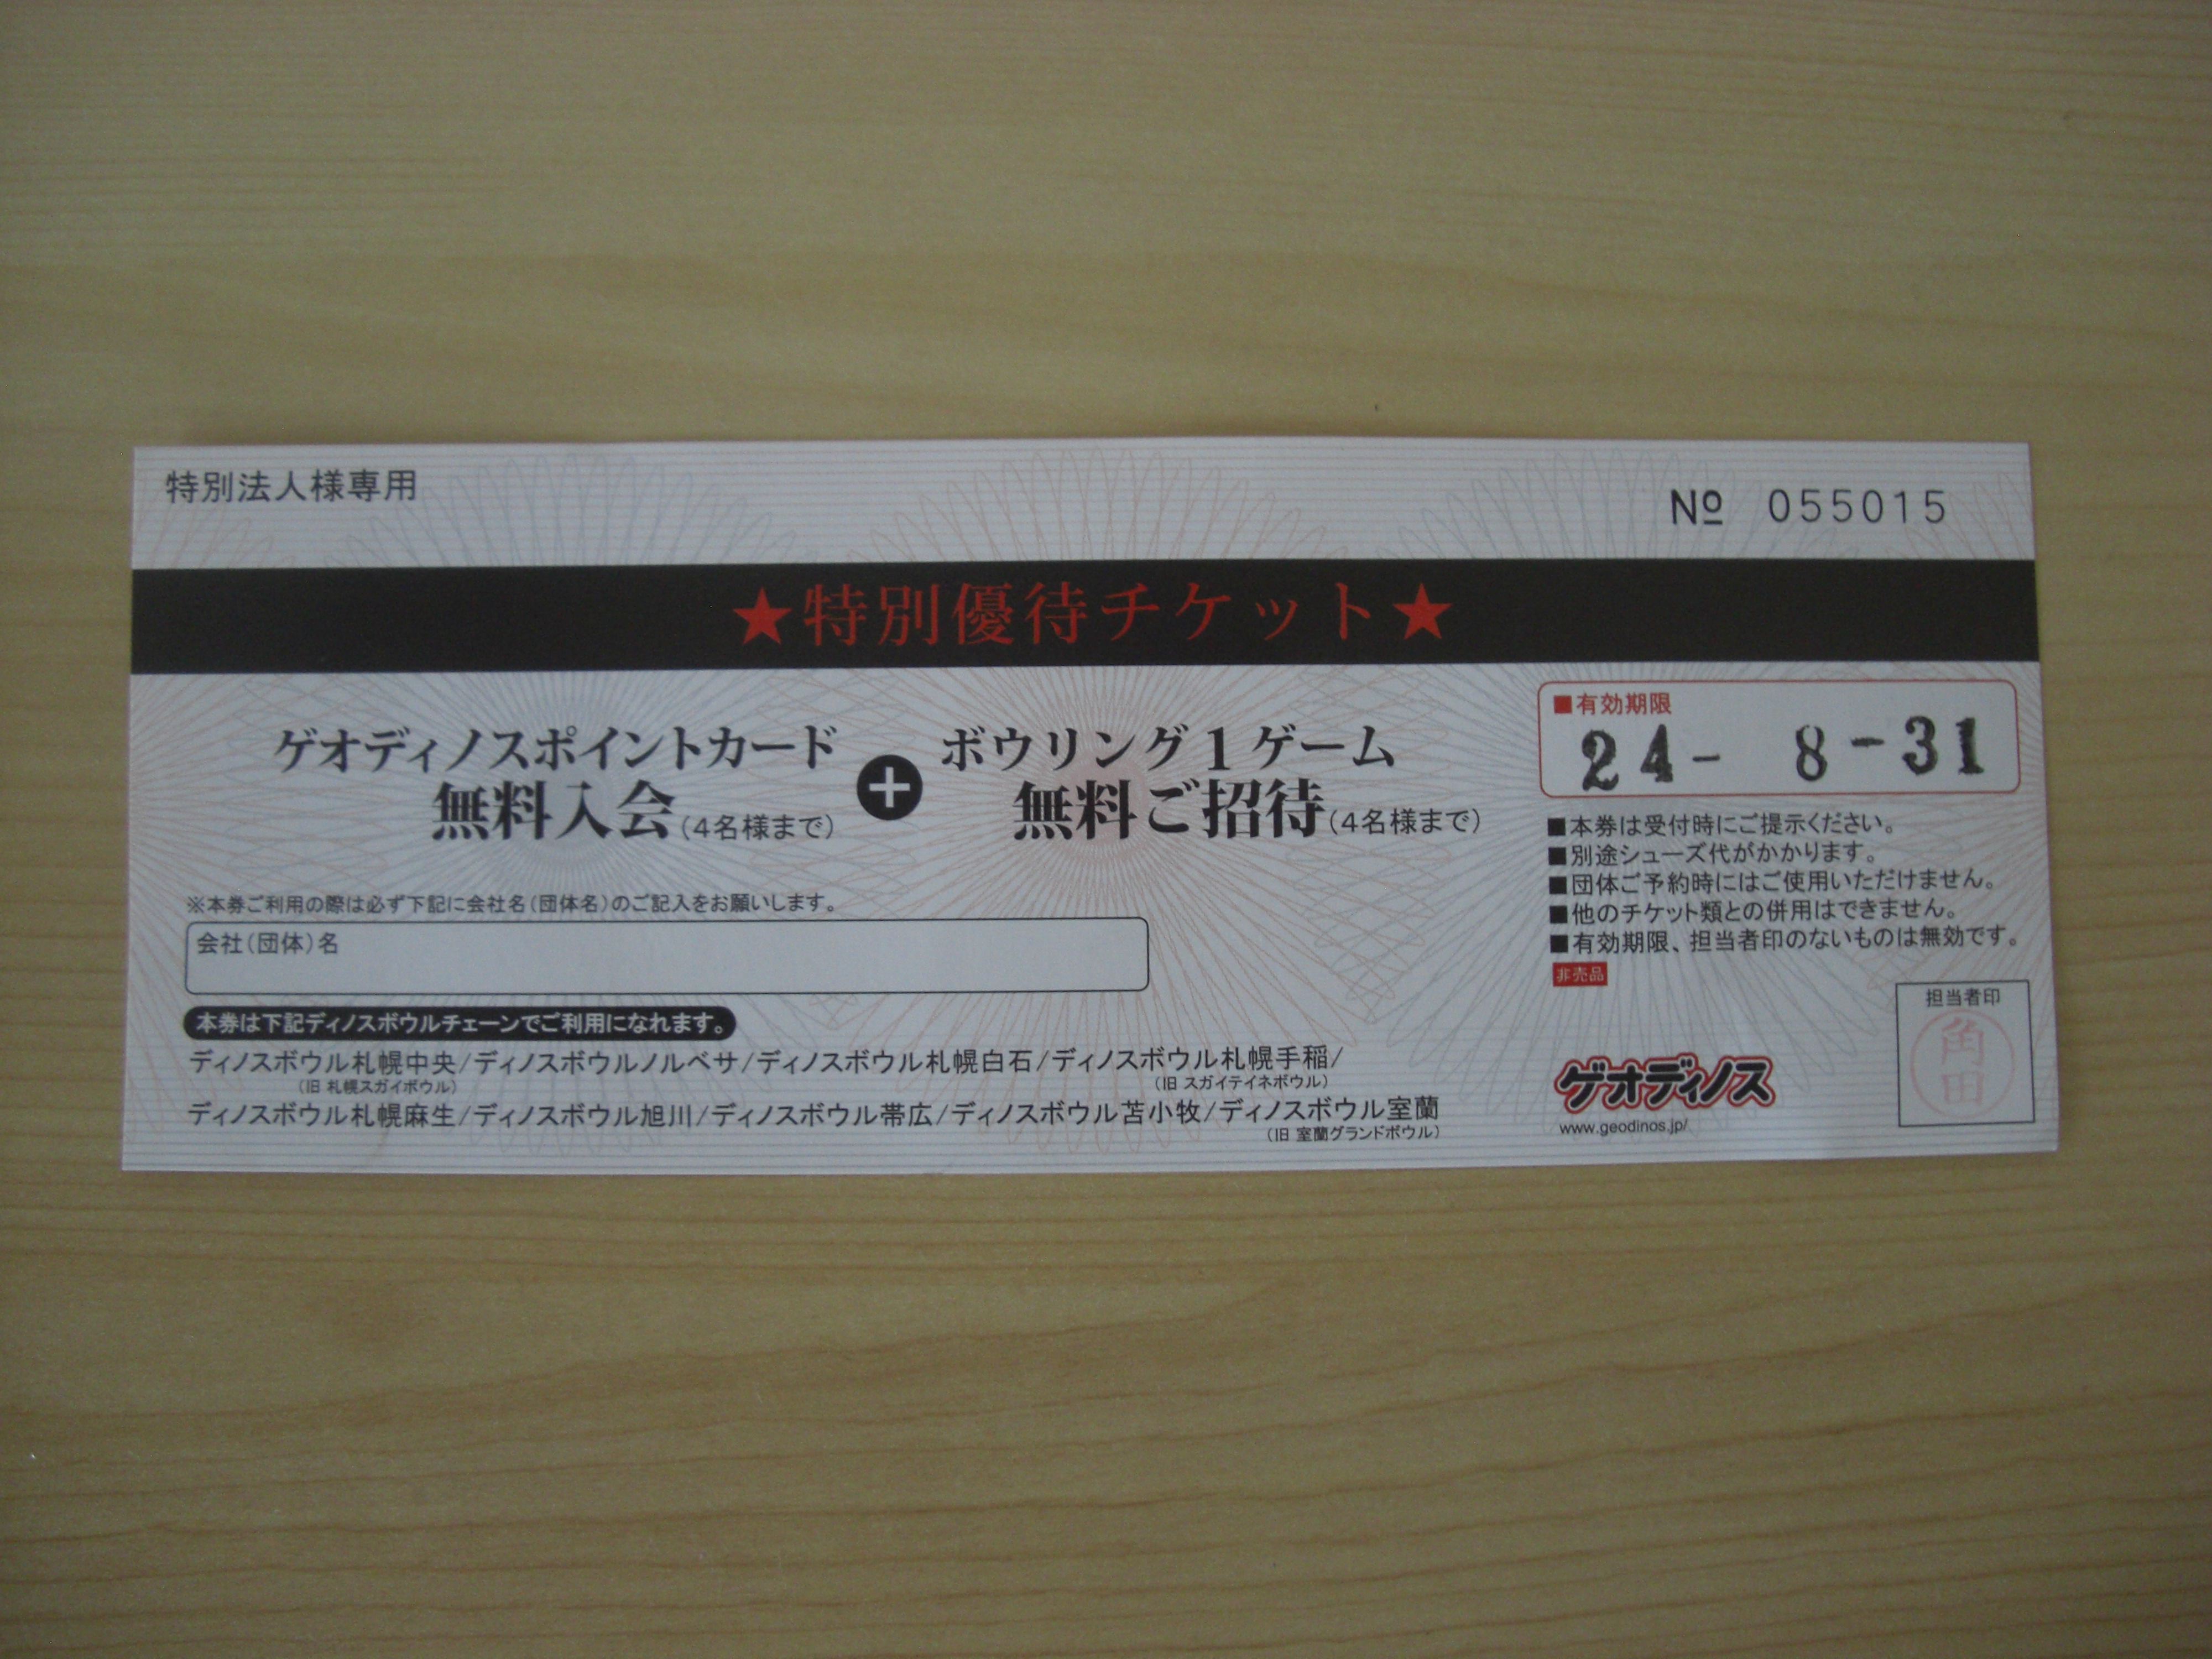 特別法人様専用
№ 055015
★特別優待チケット★
ゲオディノスポイントカード
無料入会(4名様まで)
+
ボウリング1ゲーム
無料ご招待(4名様まで)
■有効期限
24- 8-31
■本券は受付時にご提示ください。
■別途シューズ代がかかります。
■団体ご予約時にはご使用いただけません。
■他のチケット類との併用はできません。
■有効期限、担当者印のないものは無効です。
非売品
※本券ご利用の際は必ず下記に会社名(団体名)のご記入をお願いします。
会社(団体)名
本券は下記ディノスボウルチェーンでご利用になれます。
ディノスボウル札幌中央/ディノスボウルノルベサ/ディノスボウル札幌白石/ディノスボウル札幌手稲/
(旧 札幌スガイボウル) (旧 スガイテイネボウル)
ディノスボウル札幌麻生/ディノスボウル旭川/ディノスボウル帯広/ディノスボウル苫小牧/ディノスボウル室蘭
(旧 室蘭グランドボウル)
ゲオディノス
www.geodinos.jp/
担当者印
角田